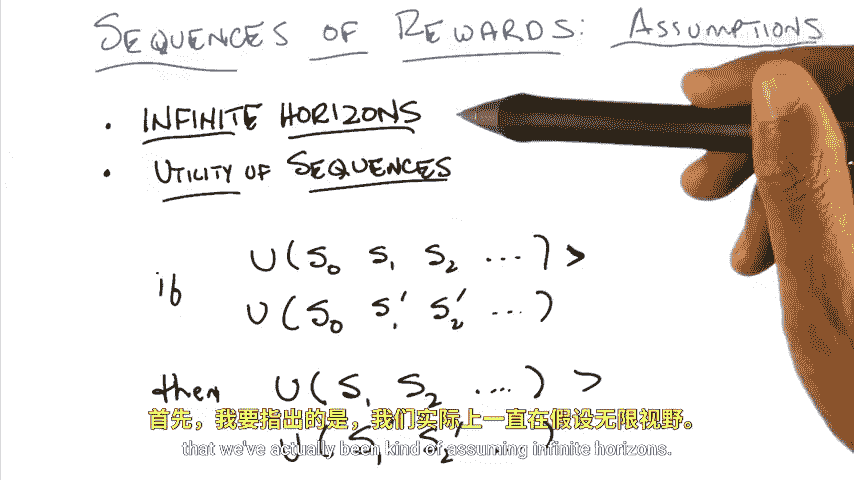 SEQUENCES OF REWARDS: ASSUMPTIONS
• INFINITE HORIZONS
• UTILITY OF SEQUENCES
if U(S₀ S₁ S₂ ...) >
U(S₀ S₁′ S₂′ ...)
then U(S₁ S₂ ...) >
U(S₁ S₂′ ...)
首先，我要指出的是，我们实际上一直在假设无限视野。
that we've actually been kind of assuming infinite horizons.